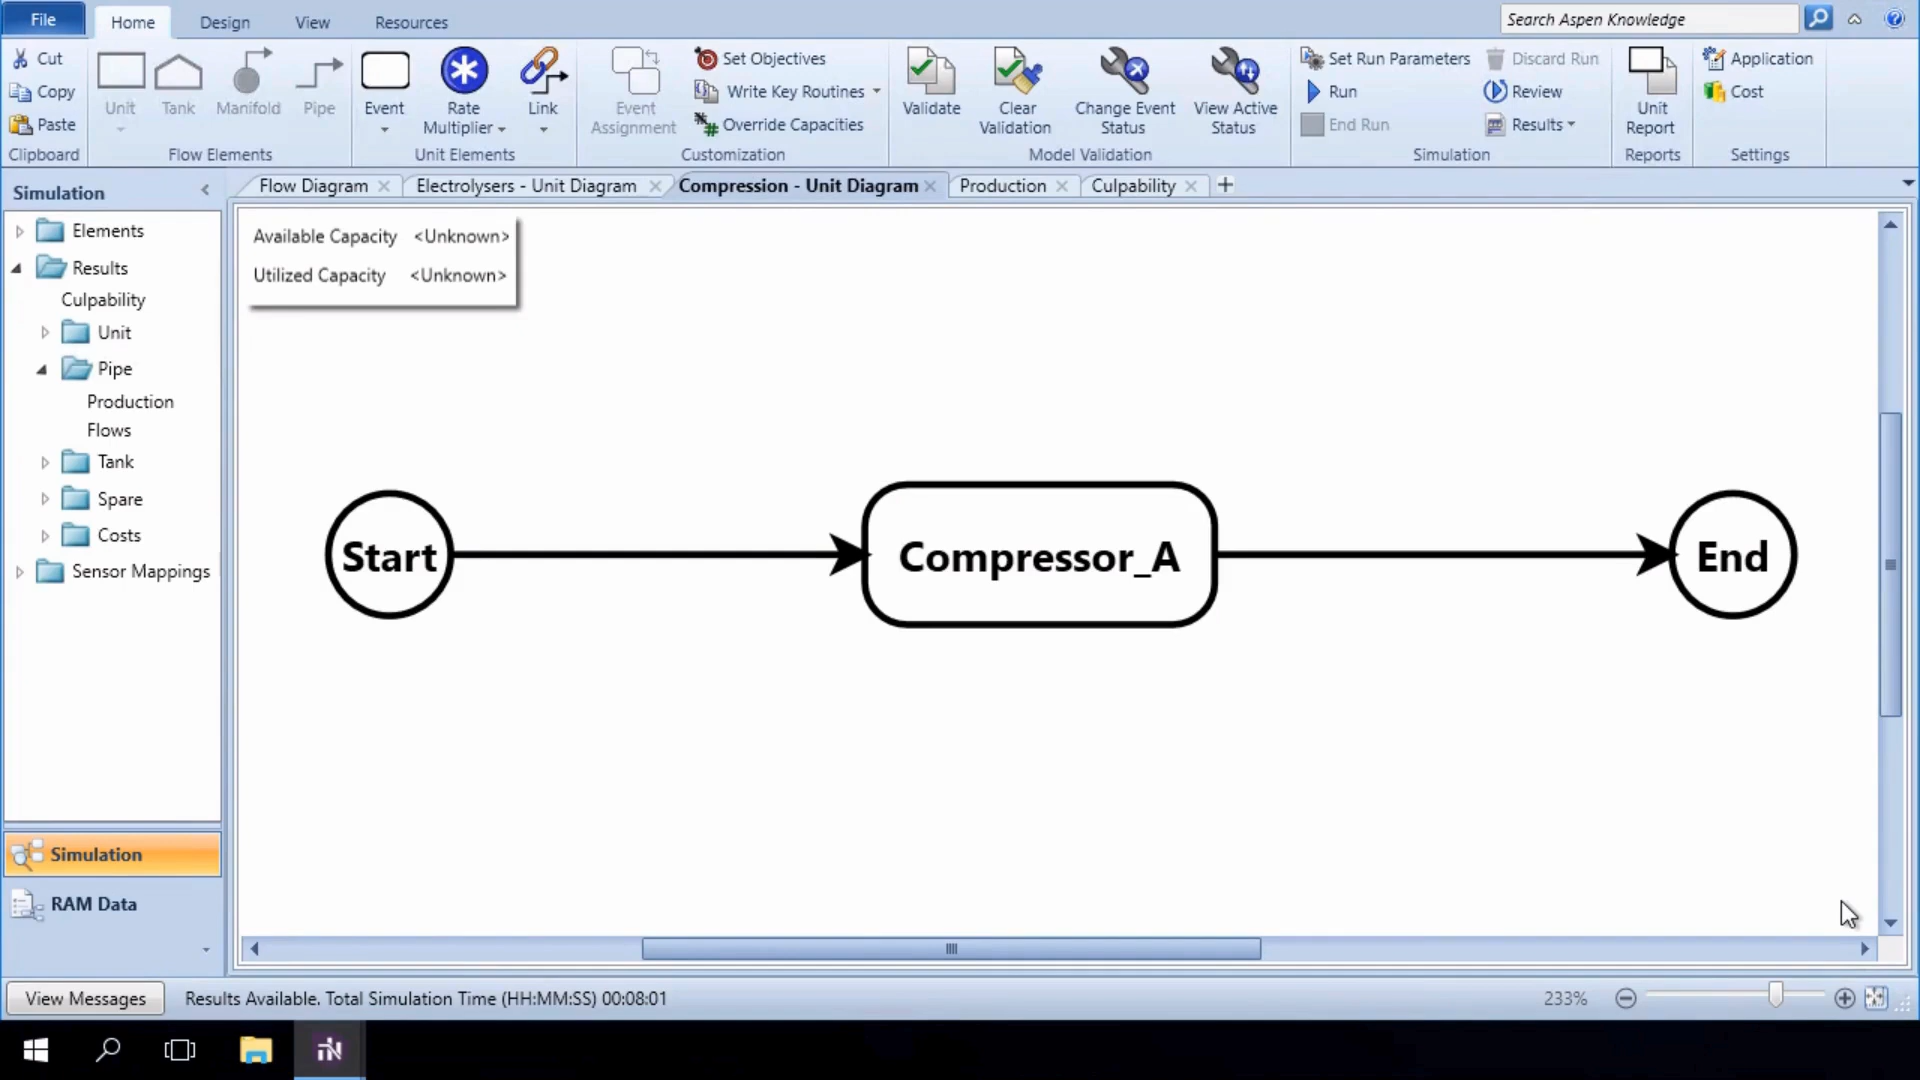 File
Home
Design
View
Resources
Search Aspen Knowledge
Cut
Copy
Paste
Clipboard
Unit
Tank
Manifold
Pipe
Flow Elements
Event
Rate
Multiplier
Link
Unit Elements
Event
Assignment
Set Objectives
Write Key Routines
Override Capacities
Customization
Validate
Clear
Validation
Change Event
Status
View Active
Status
Model Validation
Set Run Parameters
Run
End Run
Discard Run
Review
Results
Simulation
Unit
Report
Reports
Application
Cost
Settings
Simulation
Flow Diagram
Electrolysers - Unit Diagram
Compression - Unit Diagram
Production
Culpability
Elements
Results
Culpability
Unit
Pipe
Production
Flows
Tank
Spare
Costs
Sensor Mappings
Simulation
RAM Data
Available Capacity <Unknown>
Utilized Capacity <Unknown>
Start
Compressor_A
End
View Messages
Results Available. Total Simulation Time (HH:MM:SS) 00:08:01
233%